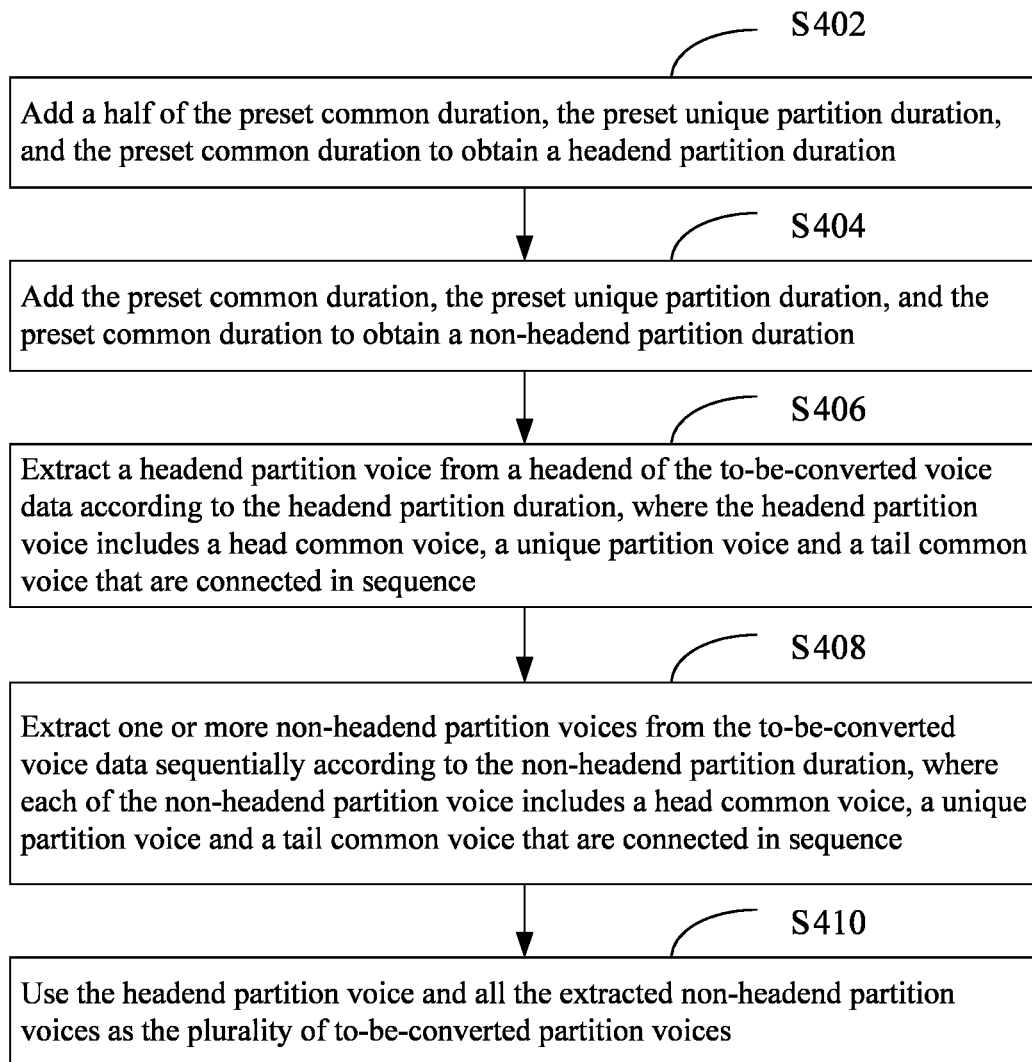 S402
Add a half of the preset common duration, the preset unique partition duration,
and the preset common duration to obtain a headend partition duration
S404
Add the preset common duration, the preset unique partition duration, and the
preset common duration to obtain a non-headend partition duration
S406
Extract a headend partition voice from a headend of the to-be-converted voice
data according to the headend partition duration, where the headend partition
voice includes a head common voice, a unique partition voice and a tail common
voice that are connected in sequence
S408
Extract one or more non-headend partition voices from the to-be-converted
voice data sequentially according to the non-headend partition duration, where
each of the non-headend partition voice includes a head common voice, a unique
partition voice and a tail common voice that are connected in sequence
S410
Use the headend partition voice and all the extracted non-headend partition
voices as the plurality of to-be-converted partition voices